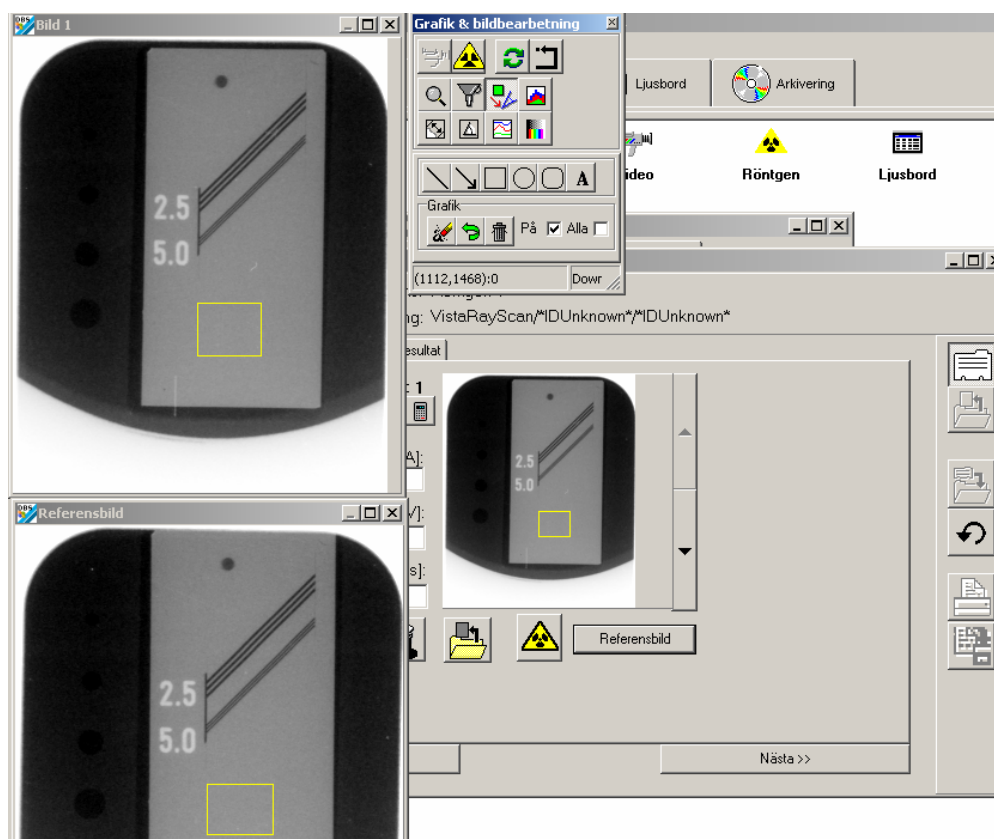 Bild 1
2.5
5.0
Grafik & bildbearbetning
A
Grafik
På
Alla
(1112,1468):0
Dowr
Ljusbord
Arkivering
ideo
Röntgen
Ljusbord
ng: VistaRayScan/*IDUnknown*/*IDUnknown*
esultat
: 1
A]:
V]:
s]:
2.5
5.0
Referensbild
Nästa >>
Referensbild
2.5
5.0